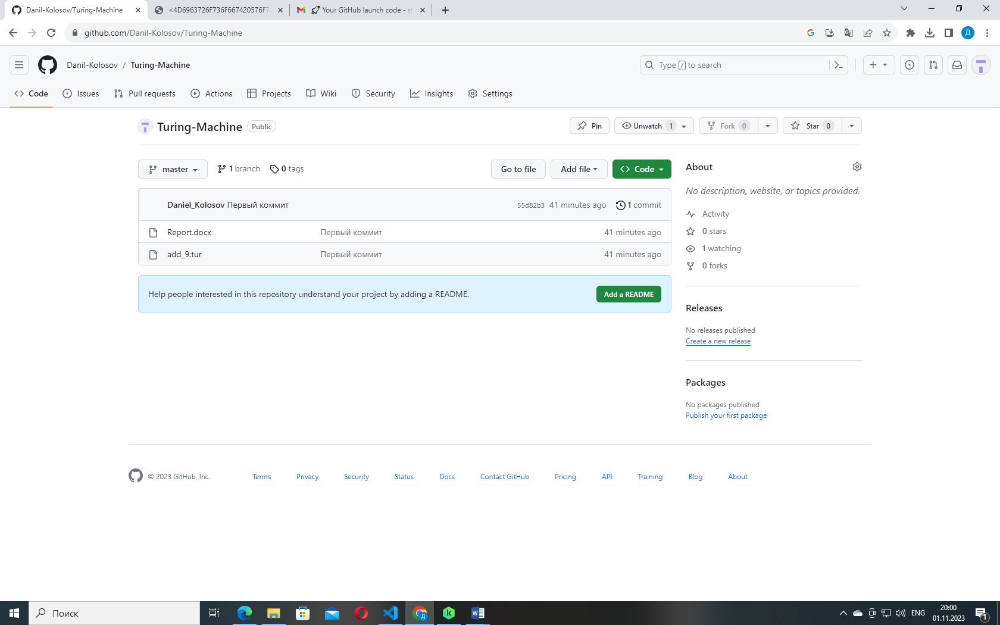 Danil-Kolosov/Turing-Machine
<4D6963726F736F667420576F7
🚀 Your GitHub launch code - sl
github.com/Danil-Kolosov/Turing-Machine
Д
Danil-Kolosov / Turing-Machine
Type / to search
Code Issues Pull requests Actions Projects Wiki Security Insights Settings
Turing-Machine Public
Pin Unwatch 1 Fork 0 Star 0
master 1 branch 0 tags Go to file Add file Code
Daniel_Kolosov Первый коммит 55d82b3 41 minutes ago 1 commit
Report.docx Первый коммит 41 minutes ago
add_9.tur Первый коммит 41 minutes ago
Help people interested in this repository understand your project by adding a README. Add a README
About
No description, website, or topics provided.
Activity
0 stars
1 watching
0 forks
Releases
No releases published
Create a new release
Packages
No packages published
Publish your first package
© 2023 GitHub, Inc. Terms Privacy Security Status Docs Contact GitHub Pricing API Training Blog About
Поиск
ENG
20:00
01.11.2023
1